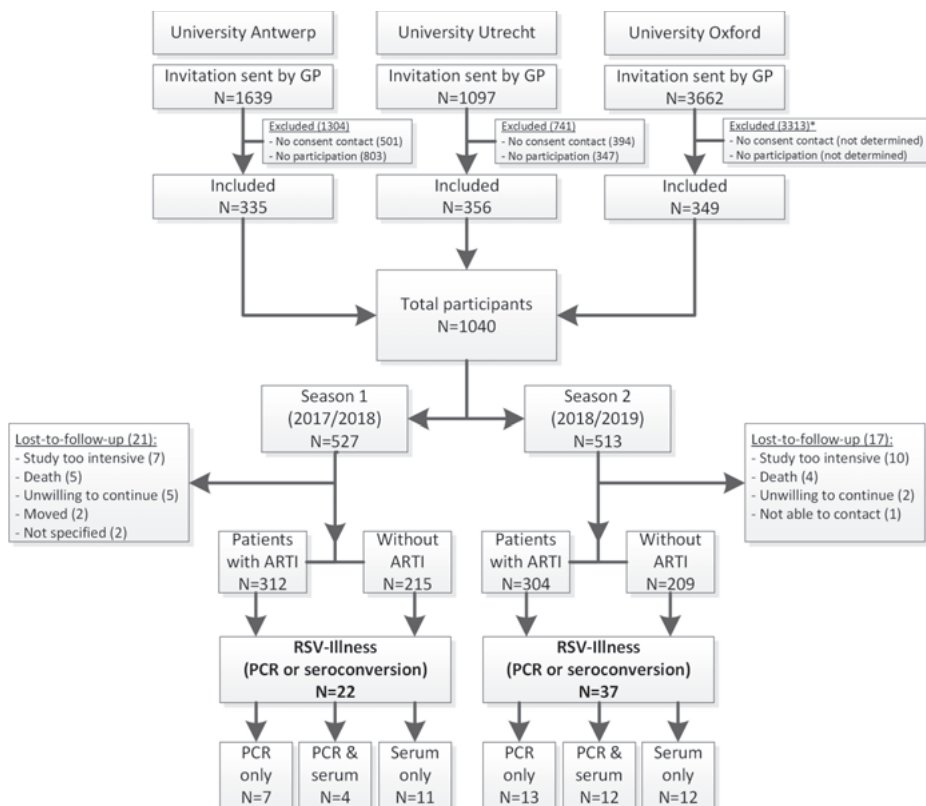 University Antwerp
University Utrecht
University Oxford
Invitation sent by GP
N=1639
Invitation sent by GP
N=1097
Invitation sent by GP
N=3662
Excluded (1304)
- No consent contact (501)
- No participation (803)
Excluded (741)
- No consent contact (394)
- No participation (347)
Excluded (3313)*
- No consent contact (not determined)
- No participation (not determined)
Included
N=335
Included
N=356
Included
N=349
Total participants
N=1040
Season 1
(2017/2018)
N=527
Season 2
(2018/2019)
N=513
Lost-to-follow-up (21):
- Study too intensive (7)
- Death (5)
- Unwilling to continue (5)
- Moved (2)
- Not specified (2)
Lost-to-follow-up (17):
- Study too intensive (10)
- Death (4)
- Unwilling to continue (2)
- Not able to contact (1)
Patients
with ARTI
N=312
Without
ARTI
N=215
Patients
with ARTI
N=304
Without
ARTI
N=209
RSV-Illness
(PCR or seroconversion)
N=22
RSV-Illness
(PCR or seroconversion)
N=37
PCR
only
N=7
PCR &
serum
N=4
Serum
only
N=11
PCR
only
N=13
PCR &
serum
N=12
Serum
only
N=12